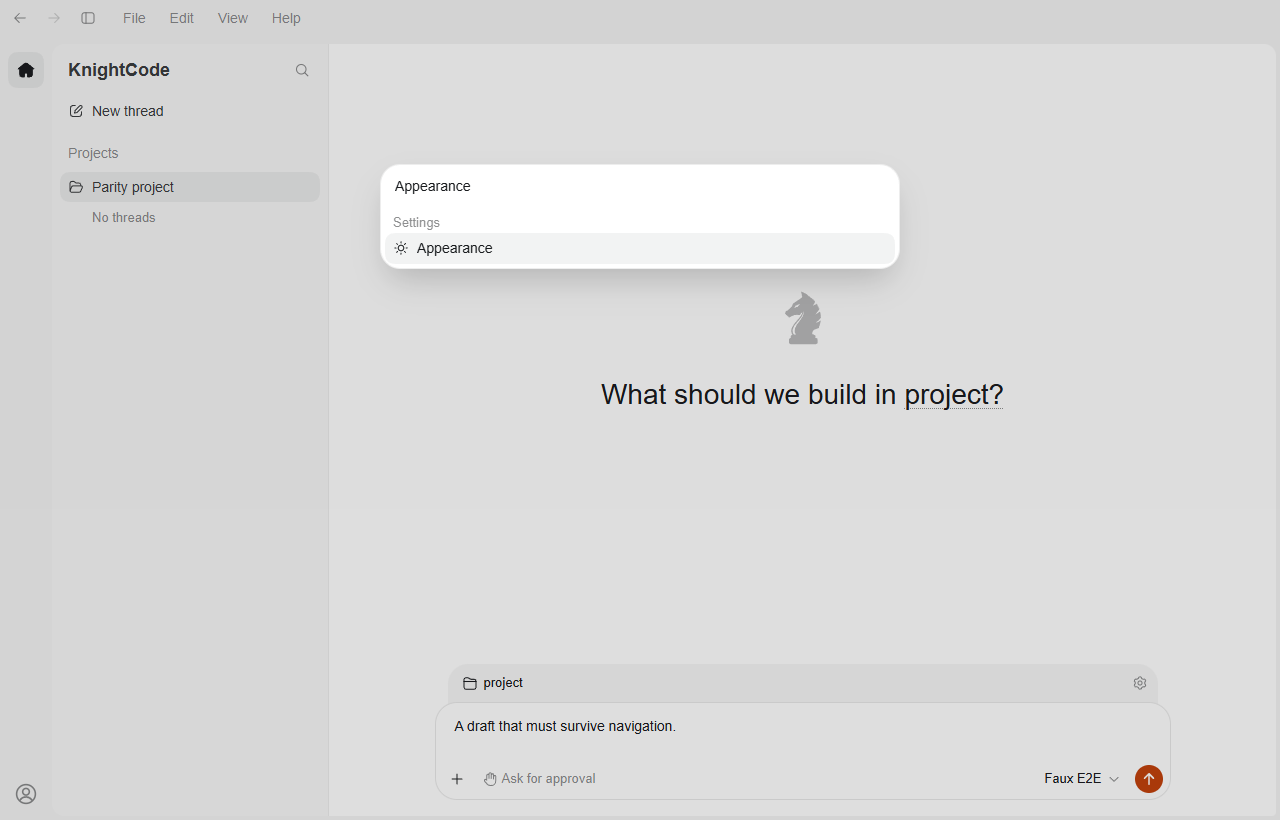 File Edit View Help
KnightCode
New thread
Projects
Parity project
No threads
Appearance
Settings
Appearance
What should we build in project?
project
A draft that must survive navigation.
Ask for approval
Faux E2E